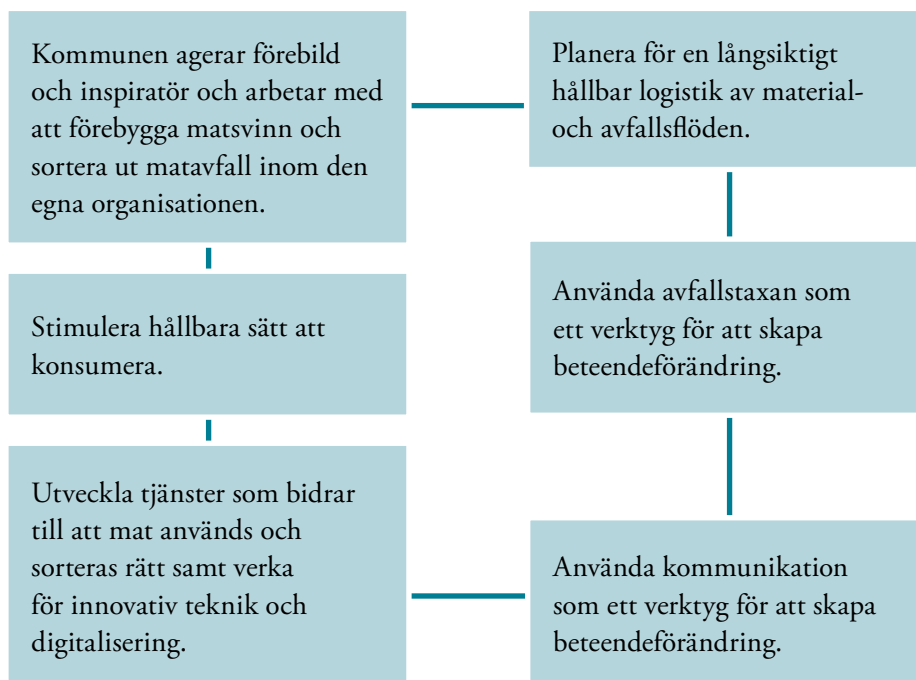 Kommunen agerar förebild
och inspiratör och arbetar med
att förebygga matsvinn och
sortera ut matavfall inom den
egna organisationen.
Stimulera hållbara sätt att
konsumera.
Utveckla tjänster som bidrar
till att mat används och
sorteras rätt samt verka
för innovativ teknik och
digitalisering.
Planera för en långsiktigt
hållbar logistik av material-
och avfallsflöden.
Använda avfallstaxan som
ett verktyg för att skapa
beteendeförändring.
Använda kommunikation
som ett verktyg för att skapa
beteendeförändring.